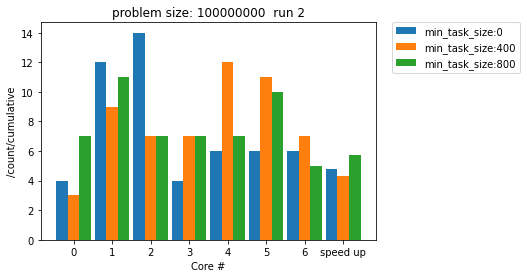 problem size: 100000000  run 2
min_task_size:0
min_task_size:400
min_task_size:800
/count/cumulative
14
12
10
8
6
4
2
0
0 1 2 3 4 5 6 speed up
Core #